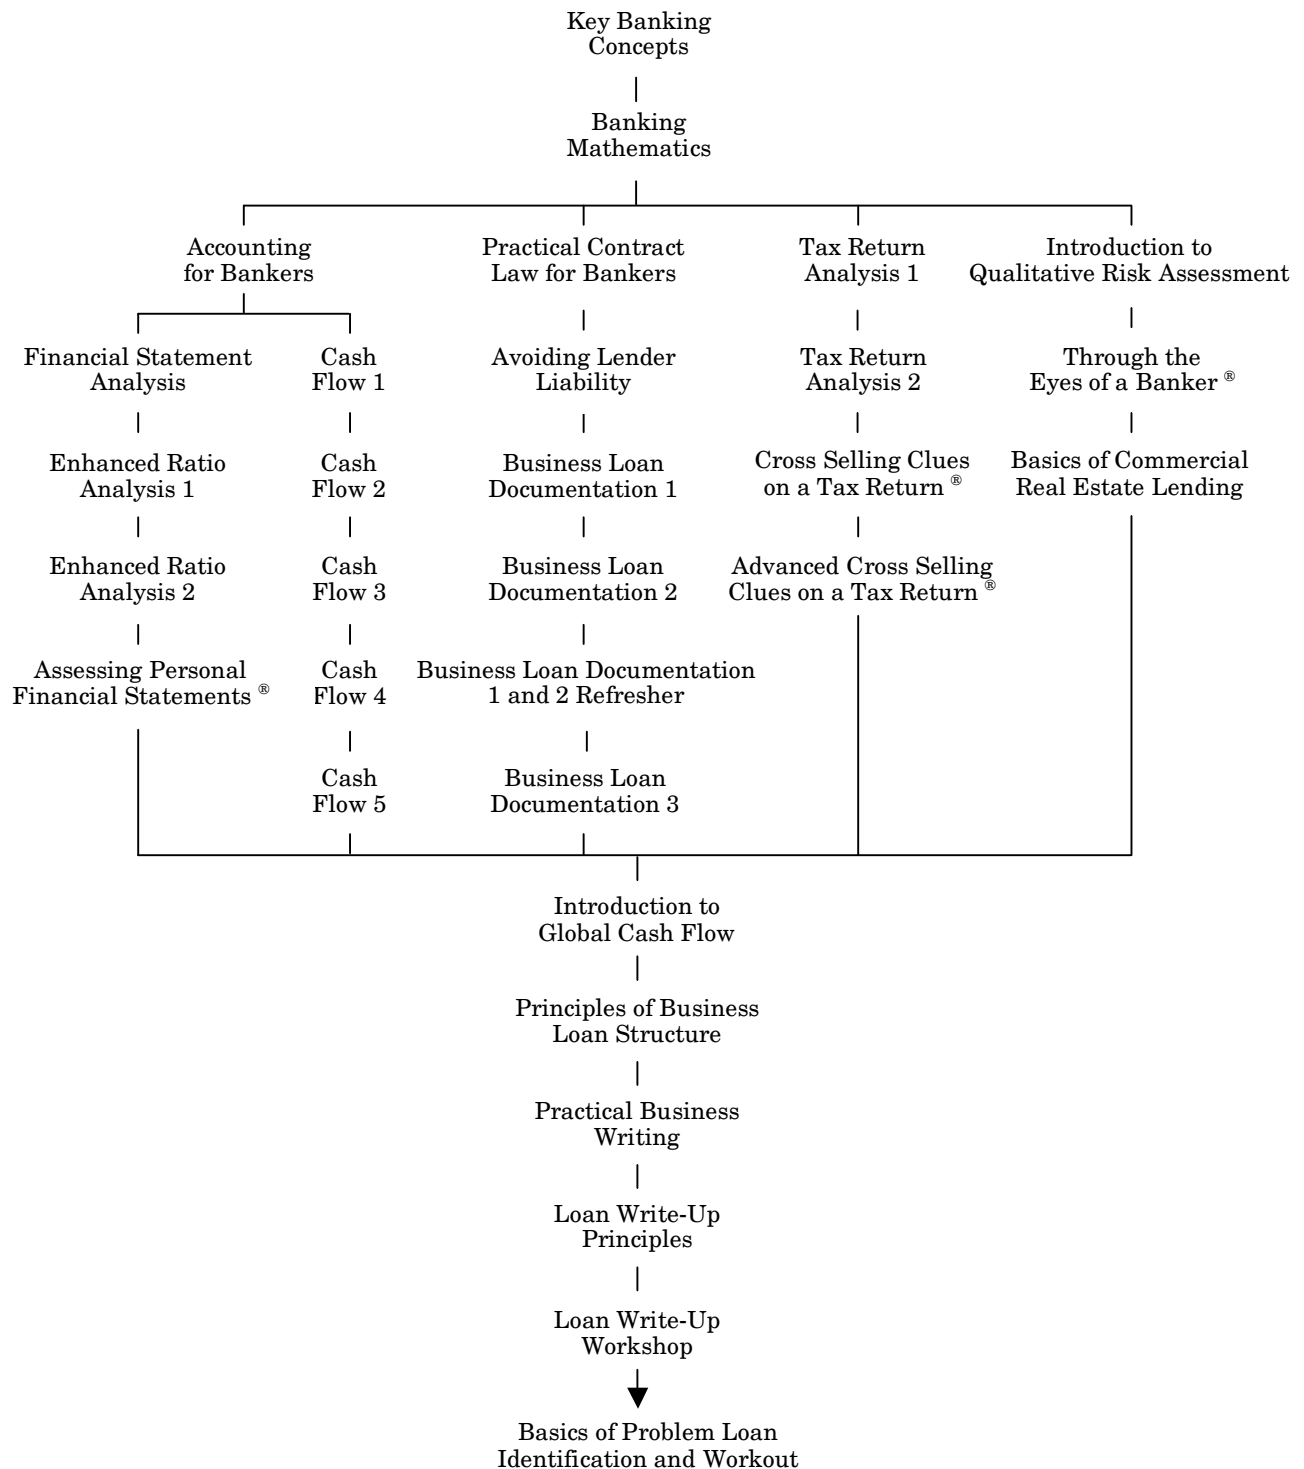 Key Banking
Concepts
Banking
Mathematics
Accounting
for Bankers
Practical Contract
Law for Bankers
Tax Return
Analysis 1
Introduction to
Qualitative Risk Assessment
Financial Statement
Analysis
Cash
Flow 1
Avoiding Lender
Liability
Tax Return
Analysis 2
Through the
Eyes of a Banker ®
Enhanced Ratio
Analysis 1
Cash
Flow 2
Business Loan
Documentation 1
Cross Selling Clues
on a Tax Return ®
Basics of Commercial
Real Estate Lending
Enhanced Ratio
Analysis 2
Cash
Flow 3
Business Loan
Documentation 2
Advanced Cross Selling
Clues on a Tax Return ®
Assessing Personal
Financial Statements ®
Cash
Flow 4
Business Loan Documentation
1 and 2 Refresher
Cash
Flow 5
Business Loan
Documentation 3
Introduction to
Global Cash Flow
Principles of Business
Loan Structure
Practical Business
Writing
Loan Write-Up
Principles
Loan Write-Up
Workshop
Basics of Problem Loan
Identification and Workout